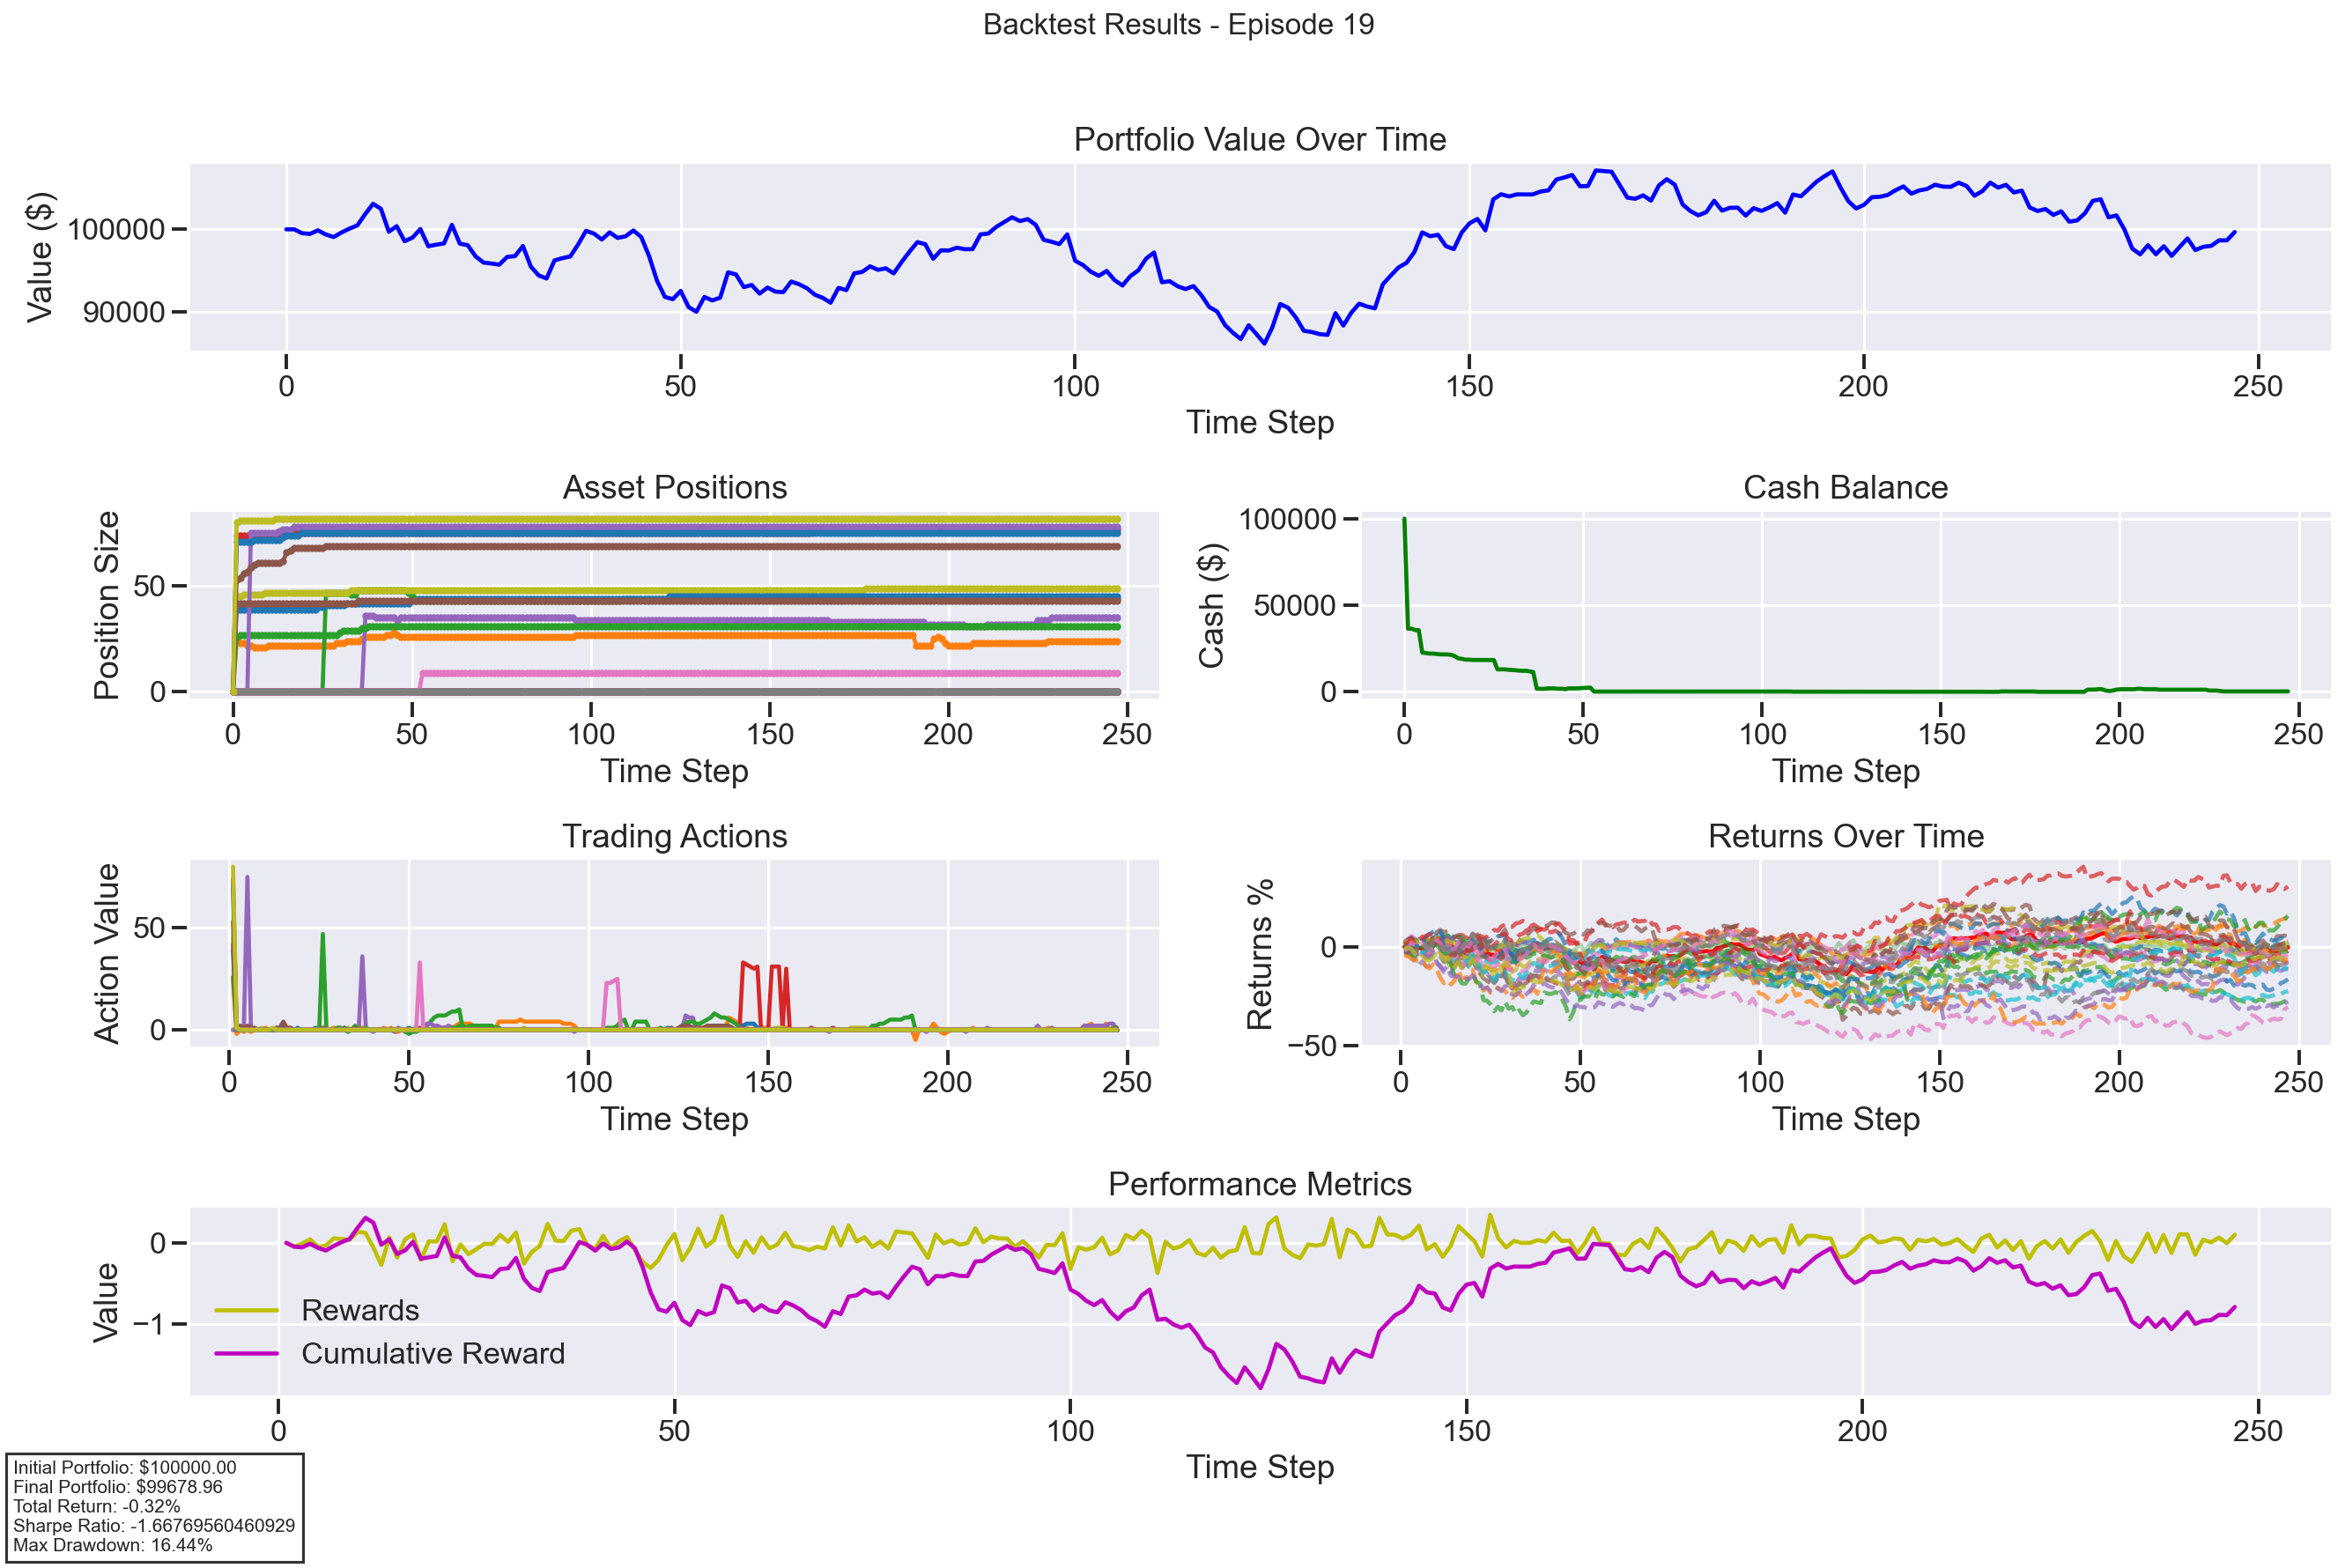 Backtest Results - Episode 19
Portfolio Value Over Time
Value ($)
100000
90000
0 50 100 150 200 250
Time Step
Asset Positions
Position Size
50
0
0 50 100 150 200 250
Time Step
Cash Balance
Cash ($)
100000
50000
0
0 50 100 150 200 250
Time Step
Trading Actions
Action Value
50
0
0 50 100 150 200 250
Time Step
Returns Over Time
Returns %
0
−50
0 50 100 150 200 250
Time Step
Performance Metrics
Value
0
−1
Rewards
Cumulative Reward
0 50 100 150 200 250
Time Step
Initial Portfolio: $100000.00
Final Portfolio: $99678.96
Total Return: -0.32%
Sharpe Ratio: -1.66769560460929
Max Drawdown: 16.44%